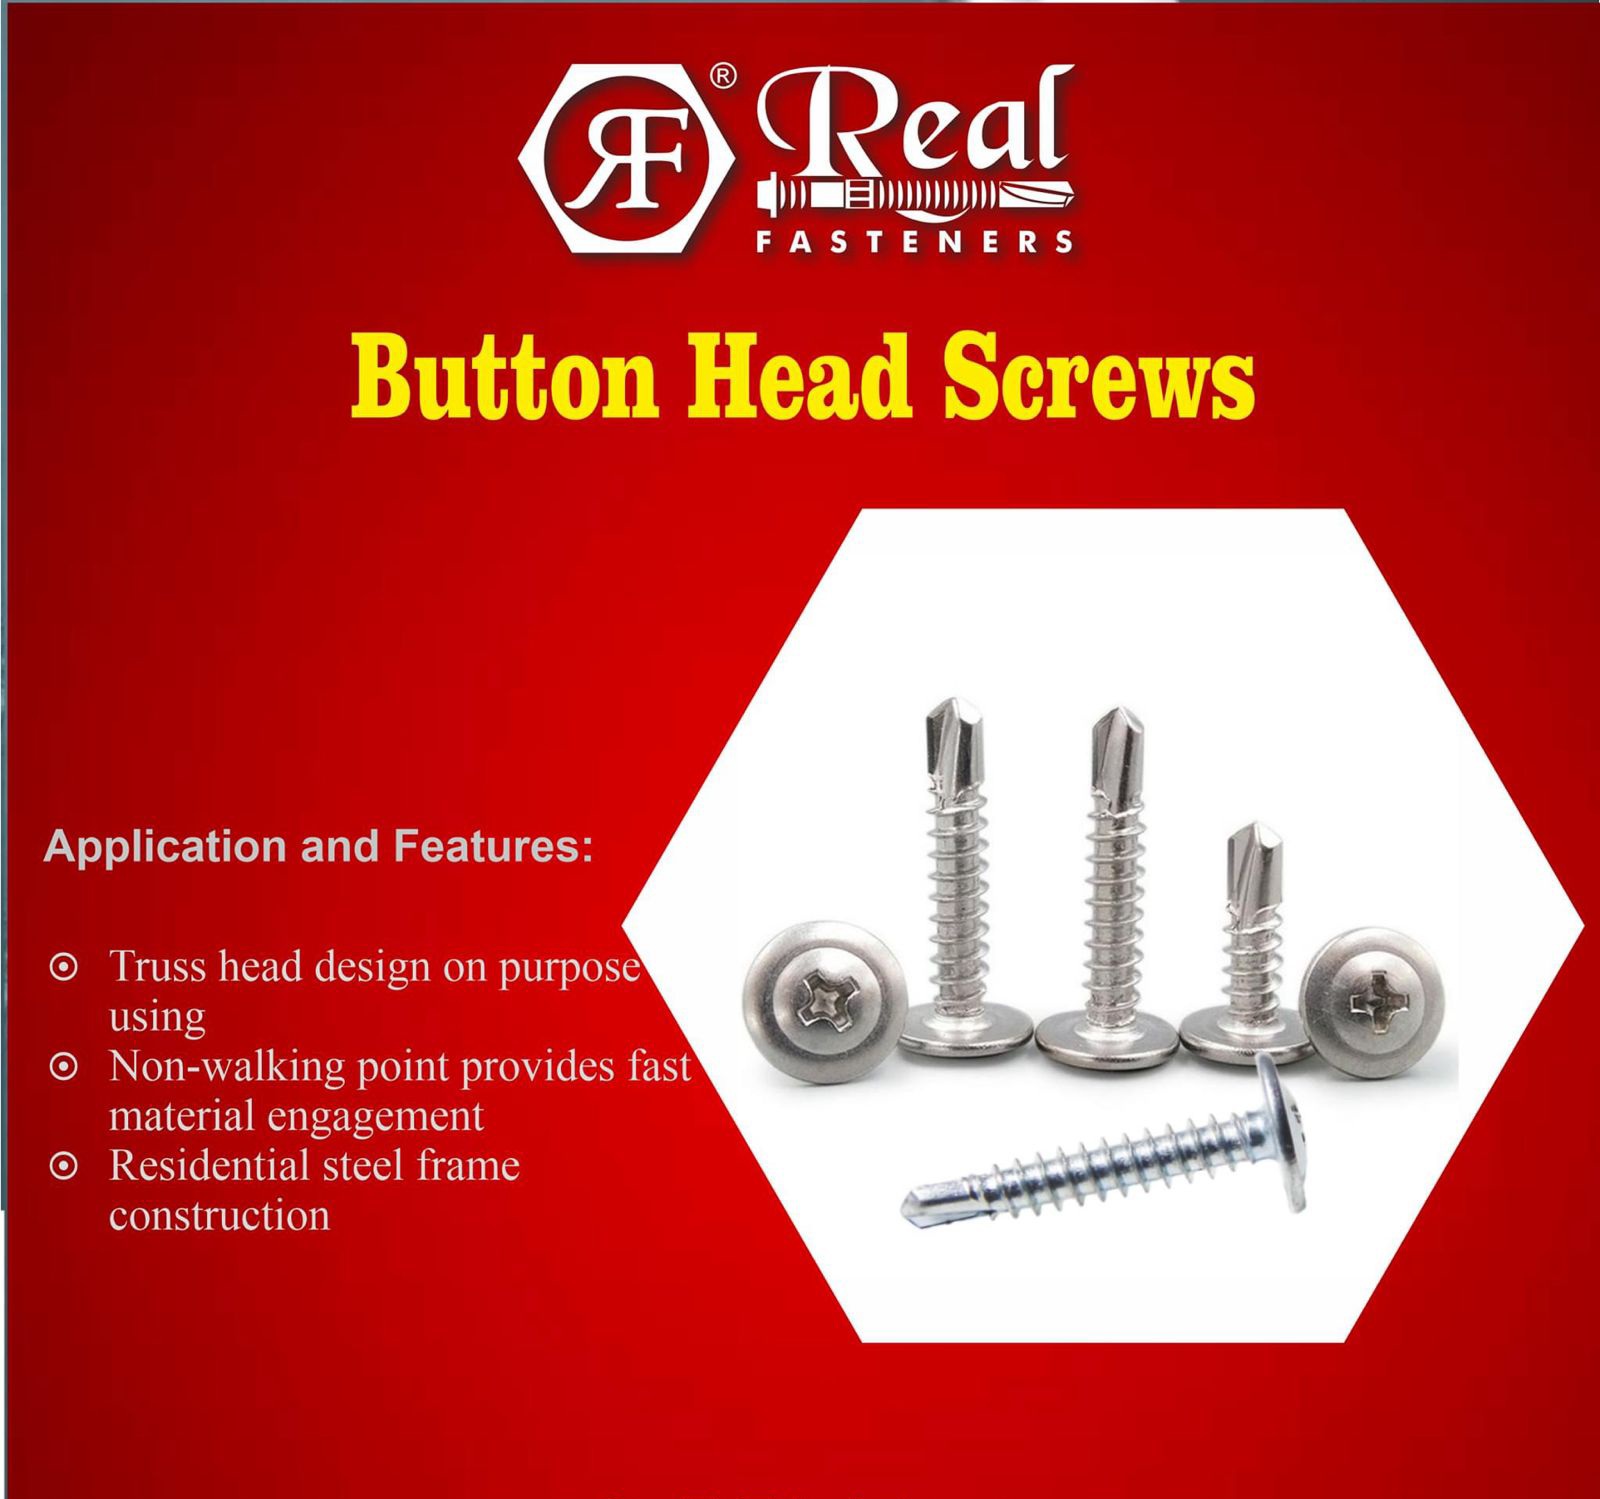 RF ® Real
FASTENERS
Button Head Screws
Application and Features:
Truss head design on purpose
using
Non-walking point provides fast
material engagement
Residential steel frame
construction